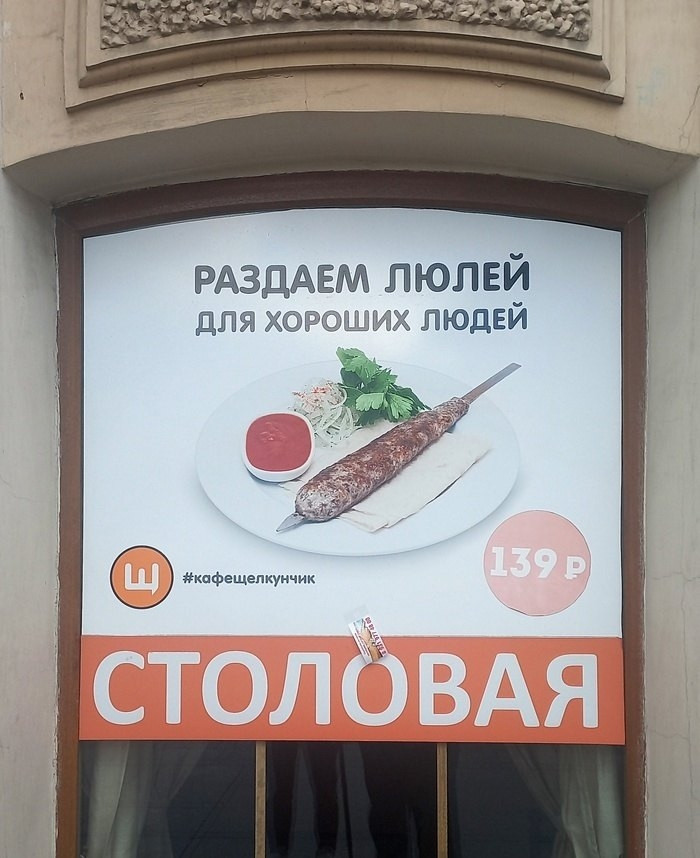 РАЗДАЕМ ЛЮЛЕЙ
ДЛЯ ХОРОШИХ ЛЮДЕЙ
Щ #кафещелкунчик
139 ₽
СТОЛОВАЯ